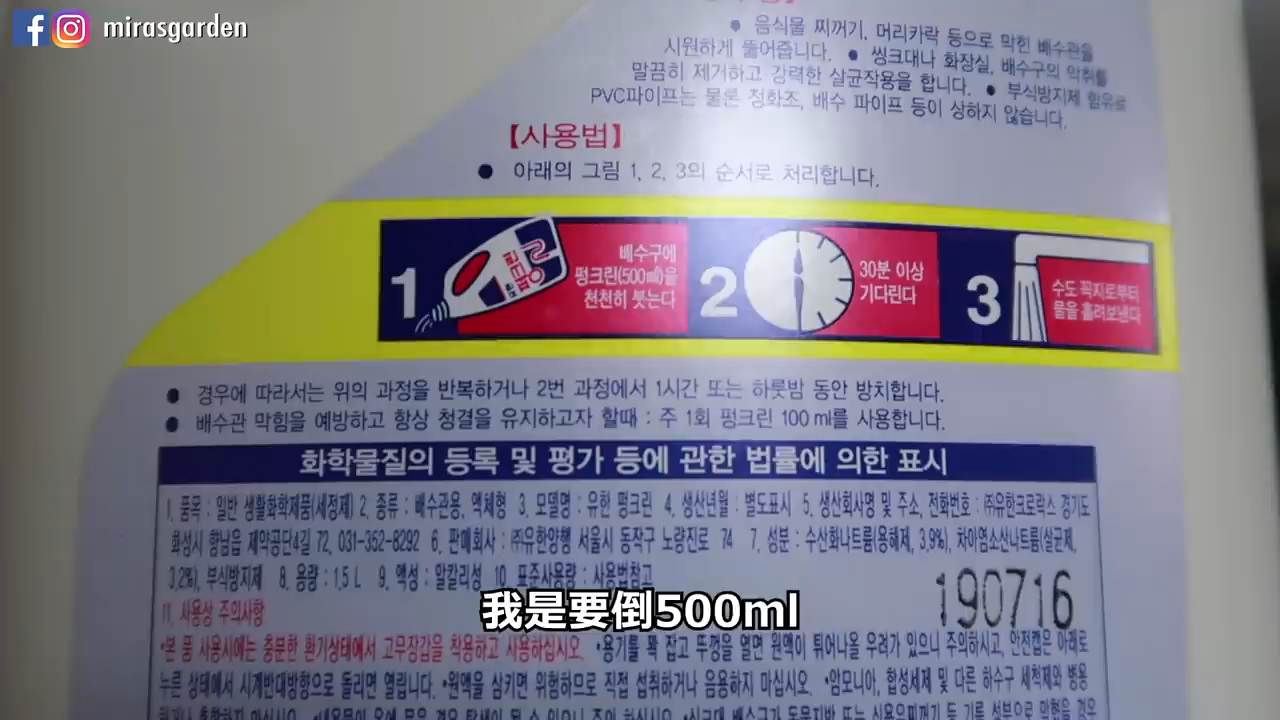 mirasgarden
● 음식물 찌꺼기, 머리카락 등으로 막힌 배수관을
시원하게 뚫어줍니다. ● 씽크대나 화장실, 배수구의 악취를
말끔히 제거하고 강력한 살균작용을 합니다. ● 부식방지제 함유로
PVC파이프는 물론 정화조, 배수 파이프 등이 상하지 않습니다.
【사용법】
● 아래의 그림 1, 2, 3의 순서로 처리합니다.
1
펑크린
배수구에
펑크린(500㎖)을
천천히 붓는다
2
30분 이상
기다린다
3
수도 꼭지로부터
물을 흘려보낸다
● 경우에 따라서는 위의 과정을 반복하거나 2번 과정에서 1시간 또는 하룻밤 동안 방치합니다.
● 배수관 막힘을 예방하고 항상 청결을 유지하고자 할때 : 주 1회 펑크린 100㎖를 사용합니다.
화학물질의 등록 및 평가 등에 관한 법률에 의한 표시
1. 품목 : 일반 생활화학제품(세정제) 2. 종류 : 배수관용, 액체형 3. 모델명 : 유한 펑크린 4. 생산년월 : 별도표시 5. 생산회사명 및 주소, 전화번호 : ㈜유한크로락스 경기도
화성시 향남읍 제약공단4길 72, 031-352-8292 6. 판매회사 : ㈜유한양행 서울시 동작구 노량진로 74 7. 성분 : 수산화나트륨(용해제, 3.9%), 차아염소산나트륨(살균제,
3.2%), 부식방지제 8. 용량 : 1.5 L 9. 액성 : 알칼리성 10. 표준사용량 : 사용법참고
190716
11. 사용상 주의사항
我是要倒500ml
•본 품 사용시에는 충분한 환기상태에서 고무장갑을 착용하고 사용하십시오. •용기를 꽉 잡고 뚜껑을 열면 원액이 튀어나올 우려가 있으니 주의하시고, 안전캡은 아래로
누른 상태에서 시계반대방향으로 돌리면 열립니다. •원액을 삼키면 위험하므로 직접 섭취하거나 음용하지 마십시오. •암모니아, 합성세제 및 다른 하수구 세척제와 병용